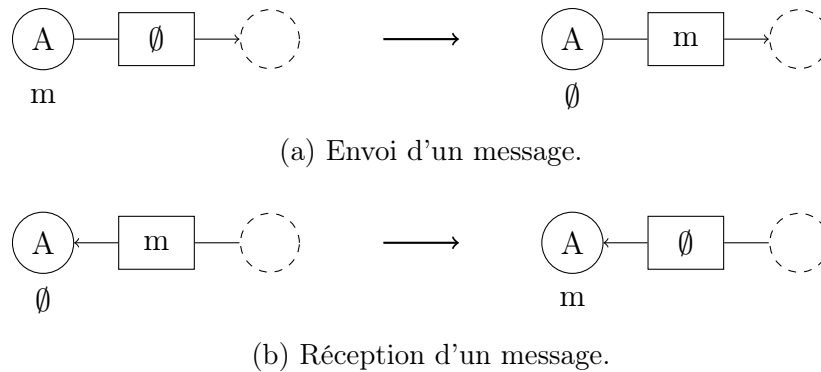 A ∅ A m
m ∅
(a) Envoi d'un message.
A m A ∅
∅ m
(b) Réception d'un message.